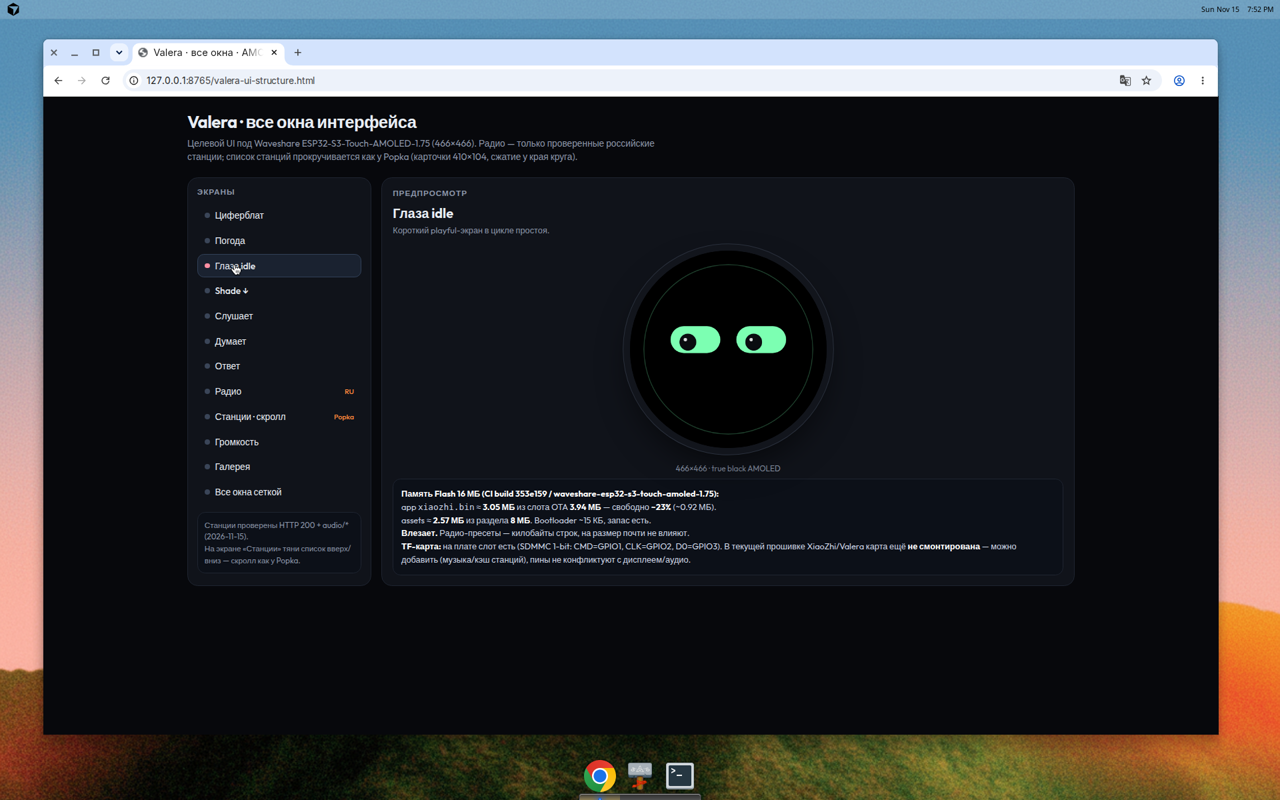 Sun Nov 15 7:52 PM
Valera · все окна · AMO
127.0.0.1:8765/valera-ui-structure.html
Valera · все окна интерфейса
Целевой UI под Waveshare ESP32-S3-Touch-AMOLED-1.75 (466×466). Радио — только проверенные российские
станции; список станций прокручивается как у Popka (карточки 410×104, сжатие у края круга).
ЭКРАНЫ
Циферблат
Погода
Глаза idle
Shade ↓
Слушает
Думает
Ответ
Радио RU
Станции · скролл Popka
Громкость
Галерея
Все окна сеткой
Станции проверены HTTP 200 + audio/*
(2026-11-15).
На экране «Станции» тяни список вверх/
вниз — скролл как у Popka.
ПРЕДПРОСМОТР
Глаза idle
Короткий playful-экран в цикле простоя.
466×466 · true black AMOLED
Память Flash 16 МБ (CI build 353e159 / waveshare-esp32-s3-touch-amoled-1.75):
app xiaozhi.bin ≈ 3.05 МБ из слота OTA 3.94 МБ — свободно ~23% (~0.92 МБ).
assets ≈ 2.57 МБ из раздела 8 МБ. Bootloader ~15 КБ, запас есть.
Влезает. Радио-пресеты — килобайты строк, на размер почти не влияют.
TF-карта: на плате слот есть (SDMMC 1-bit: CMD=GPIO1, CLK=GPIO2, D0=GPIO3). В текущей прошивке XiaoZhi/Valera карта ещё не смонтирована — можно
добавить (музыка/кэш станций), пины не конфликтуют с дисплеем/аудио.